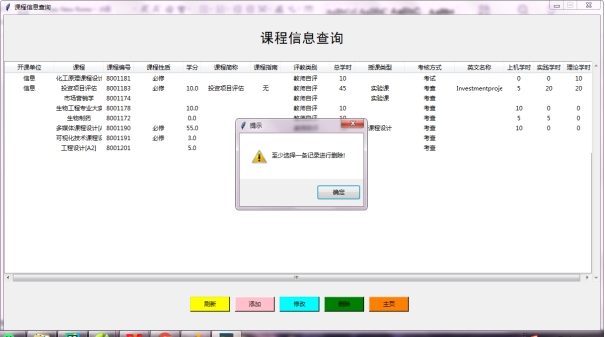 课程信息查询
课程信息查询
开课单位 课程 课程编号 课程性质 学分 课程简称 课程指南 评教类别 总学时 授课类型 考核方式 英文名称 上机学时 实践学时 理论学时
信息 化工原理课程设计 8001181 必修 教师自评 10 考试 0 0 10
信息 投资项目评估 8001183 必修 10.0 投资项目评估 无 教师自评 45 实验课 考查 Investmentproje 5 20 20
市场营销学 8001174 教师自评 实验课 考查
生物工程专业大实 8001178 10.0 教师自评 10 考查 10 0 0
生物制药 8001172 0.0 教师自评 10 考查 5 5 0
多媒体课程设计(A 8001190 必修 55.0 课程设计 考查 10 0 0
可视化技术课程设 8001191 必修 3.0 考查
工程设计[A2] 8001201 5.0 考查
提示
至少选择一条记录进行删除!
确定
刷新 添加 修改 删除 主页